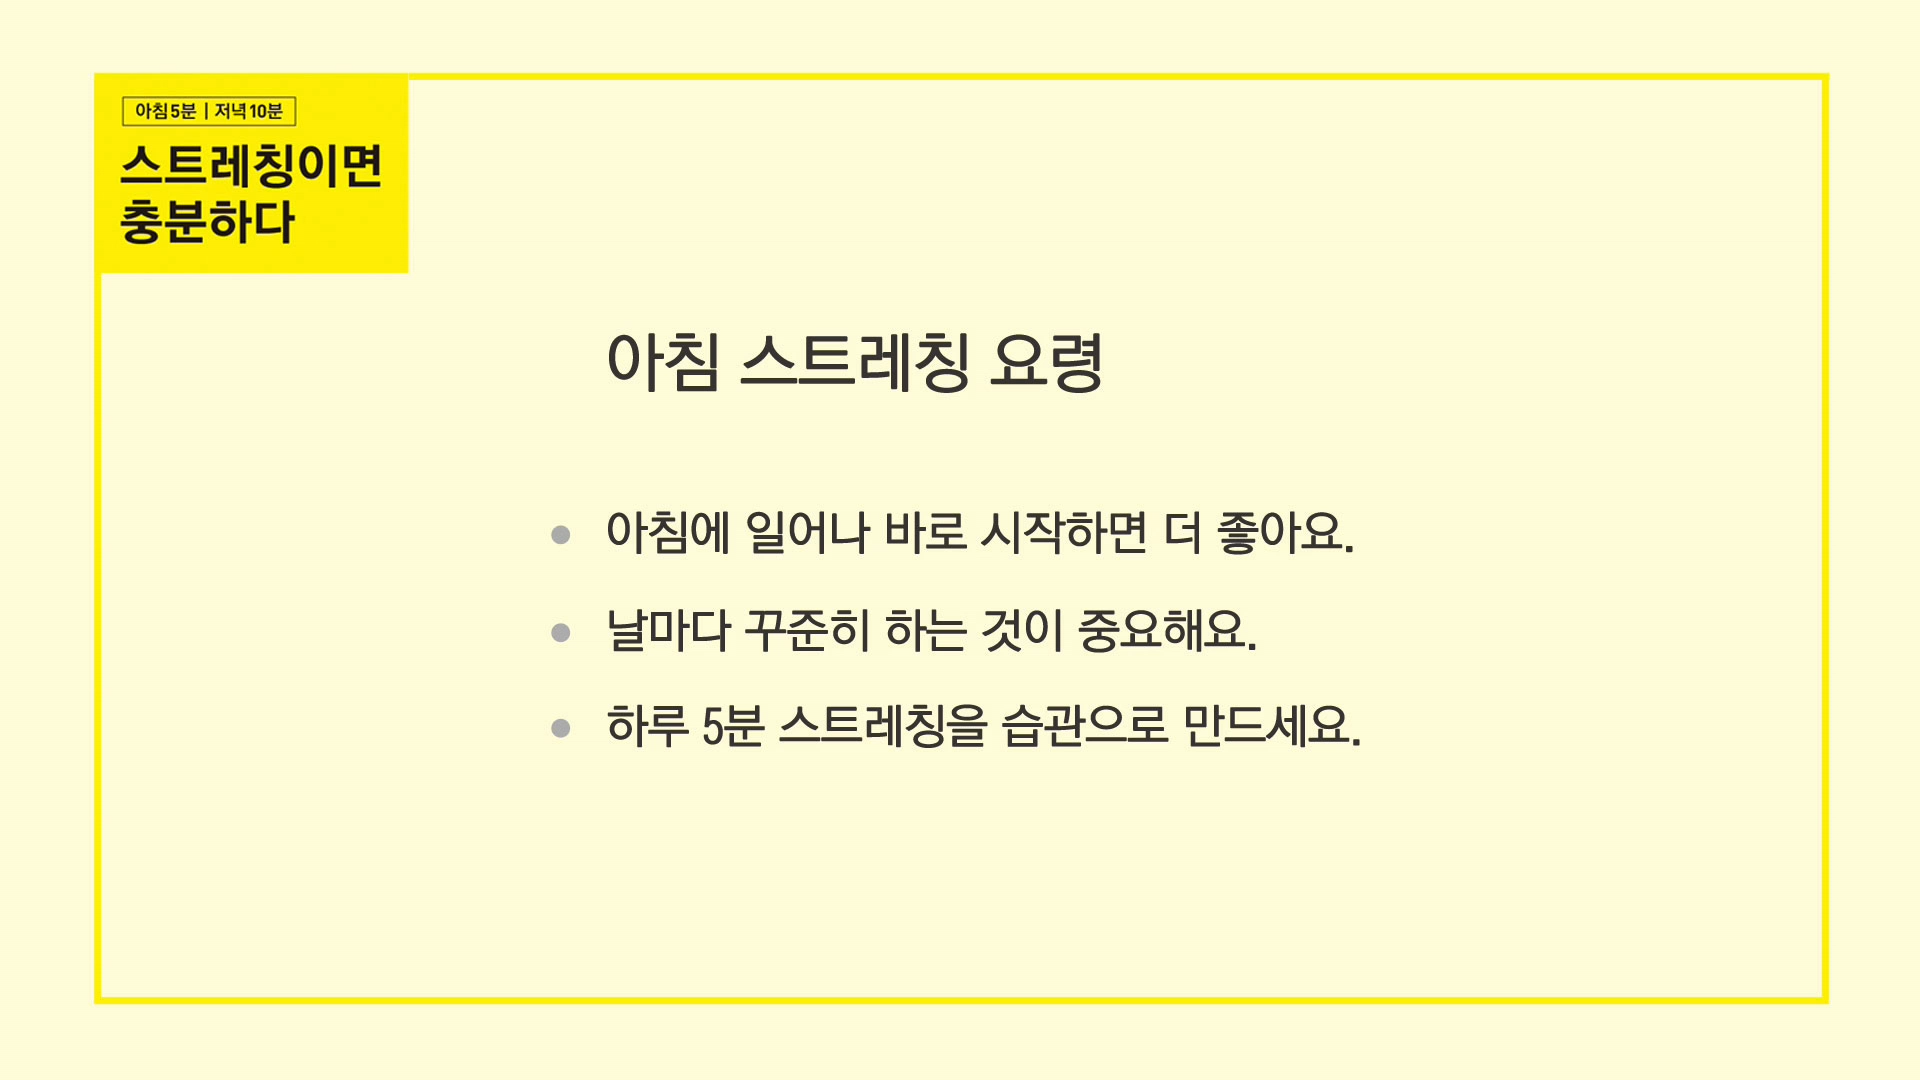 아침 5분 | 저녁 10분
스트레칭이면
충분하다
아침 스트레칭 요령
아침에 일어나 바로 시작하면 더 좋아요.
날마다 꾸준히 하는 것이 중요해요.
하루 5분 스트레칭을 습관으로 만드세요.